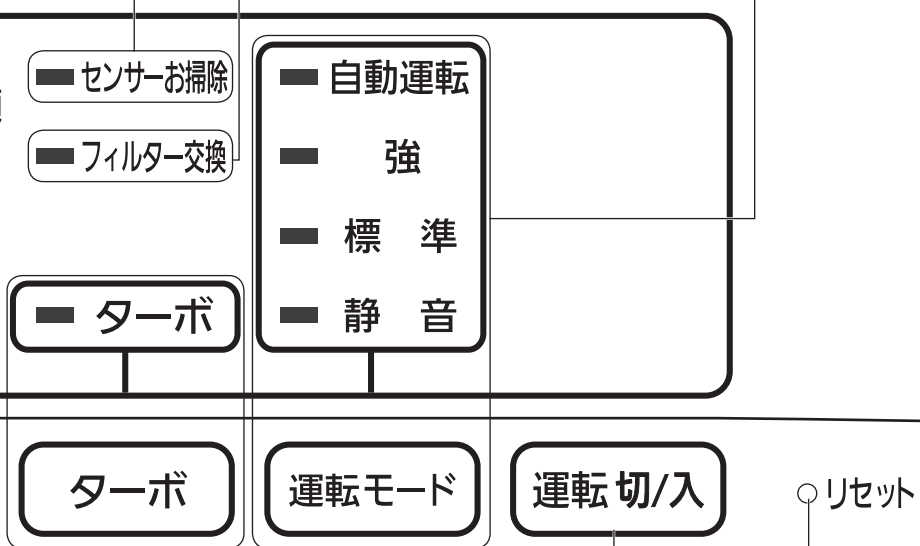 センサーお掃除
フィルター交換
自動運転
強
標 準
静 音
ターボ
ターボ
運転モード
運転 切/入
リセット